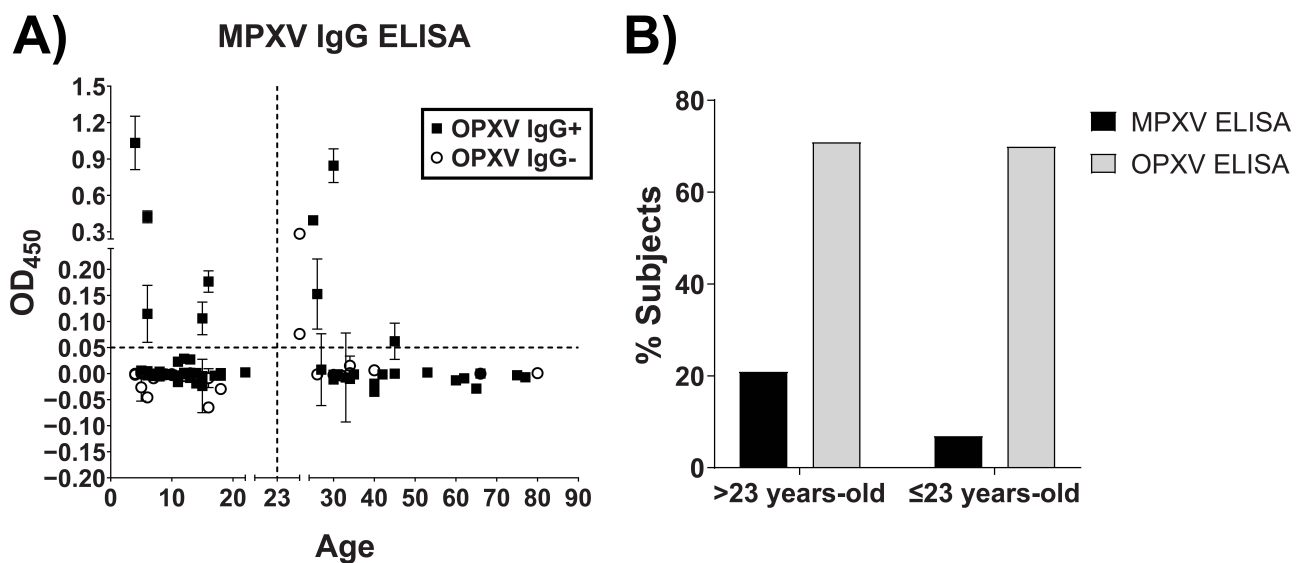 A)
MPXV IgG ELISA
OD450
1.5
1.2
0.9
0.6
0.3
0.20
0.15
0.10
0.05
0.00
−0.05
−0.10
−0.15
−0.20
OPXV IgG+
OPXV IgG-
0 10 20 23 30 40 50 60 70 80 90
Age
B)
% Subjects
80
60
40
20
0
MPXV ELISA
OPXV ELISA
>23 years-old ≤23 years-old